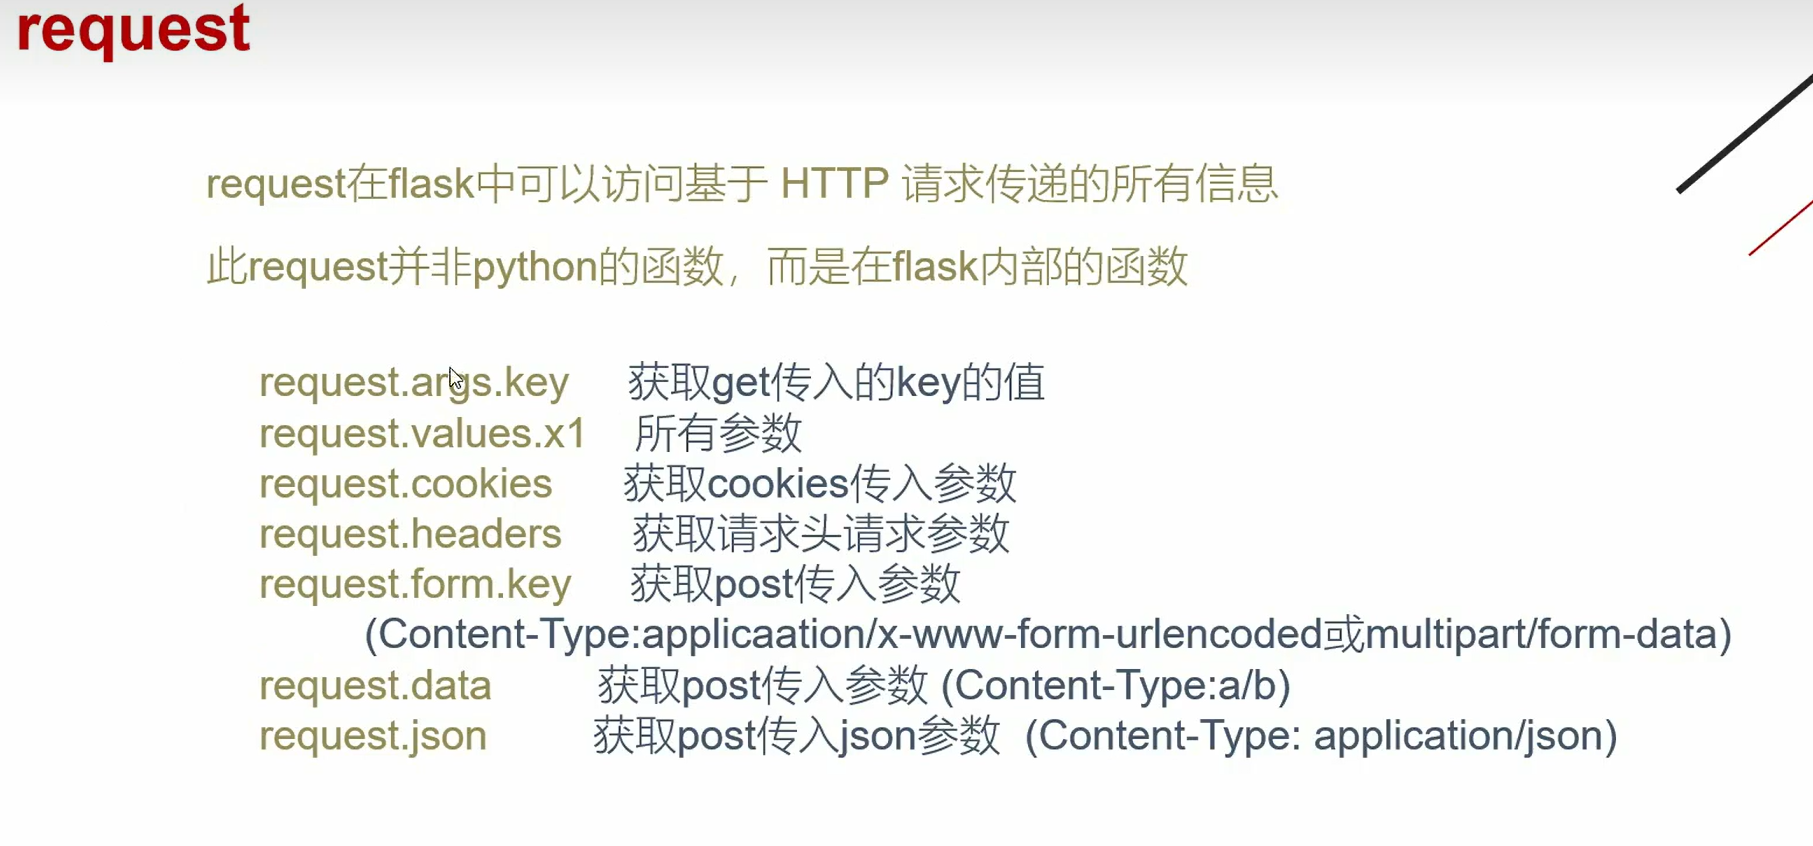 request
request在flask中可以访问基于 HTTP 请求传递的所有信息
此request并非python的函数，而是在flask内部的函数
request.args.key 获取get传入的key的值
request.values.x1 所有参数
request.cookies 获取cookies传入参数
request.headers 获取请求头请求参数
request.form.key 获取post传入参数
(Content-Type:applicaation/x-www-form-urlencoded或multipart/form-data)
request.data 获取post传入参数 (Content-Type:a/b)
request.json 获取post传入json参数 (Content-Type: application/json)